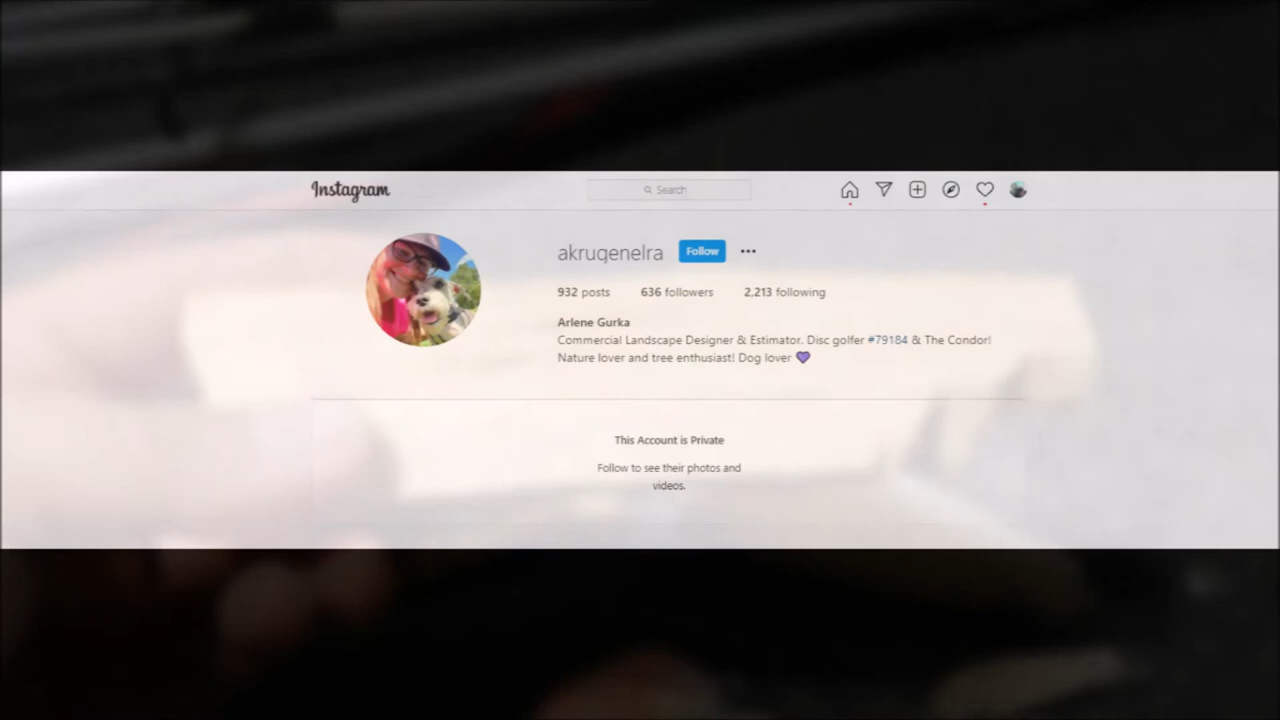 Instagram
Search
akrugenelra Follow
932 posts 636 followers 2,213 following
Arlene Gurka
Commercial Landscape Designer & Estimator. Disc golfer #79184 & The Condor!
Nature lover and tree enthusiast! Dog lover 💜
This Account is Private
Follow to see their photos and
videos.